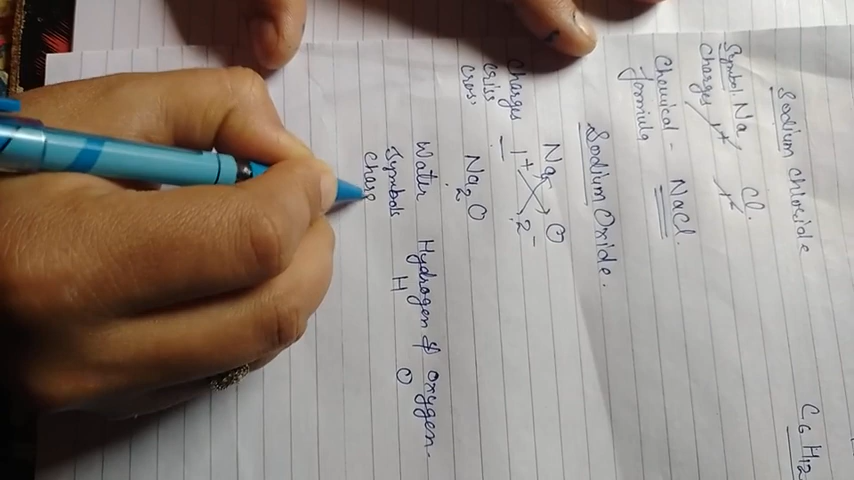 C6 H12
Sodium Chloride
Symbol. Na Cl.
Charges 1+ 1-
Chemical - NaCl.
formula
Sodium Oxide.
Na O
Charges 1+ 2-
criss
cross
Na2O
Water Hydrogen & oxygen.
Symbols H O
Charg